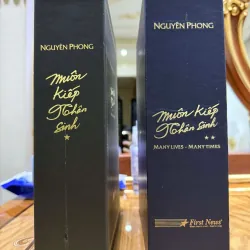 NGUYÊN PHONG
muôn
kiếp
Nhân
Sinh
★
NGUYÊN PHONG
muôn kiếp
Nhân Sinh
★★
MANY LIVES - MANY TIMES
First News